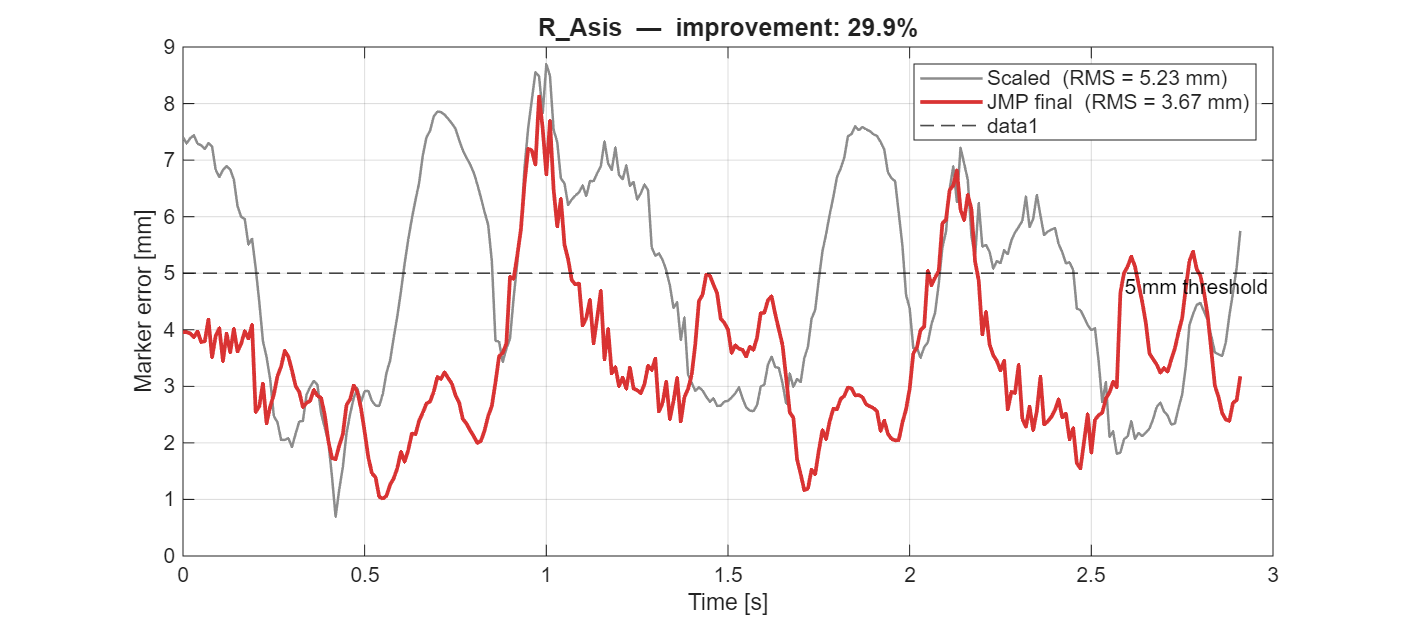 R_Asis — improvement: 29.9%
Marker error [mm]
9
8
7
6
5
4
3
2
1
0
Scaled (RMS = 5.23 mm)
JMP final (RMS = 3.67 mm)
data1
5 mm threshold
0 0.5 1 1.5 2 2.5 3
Time [s]